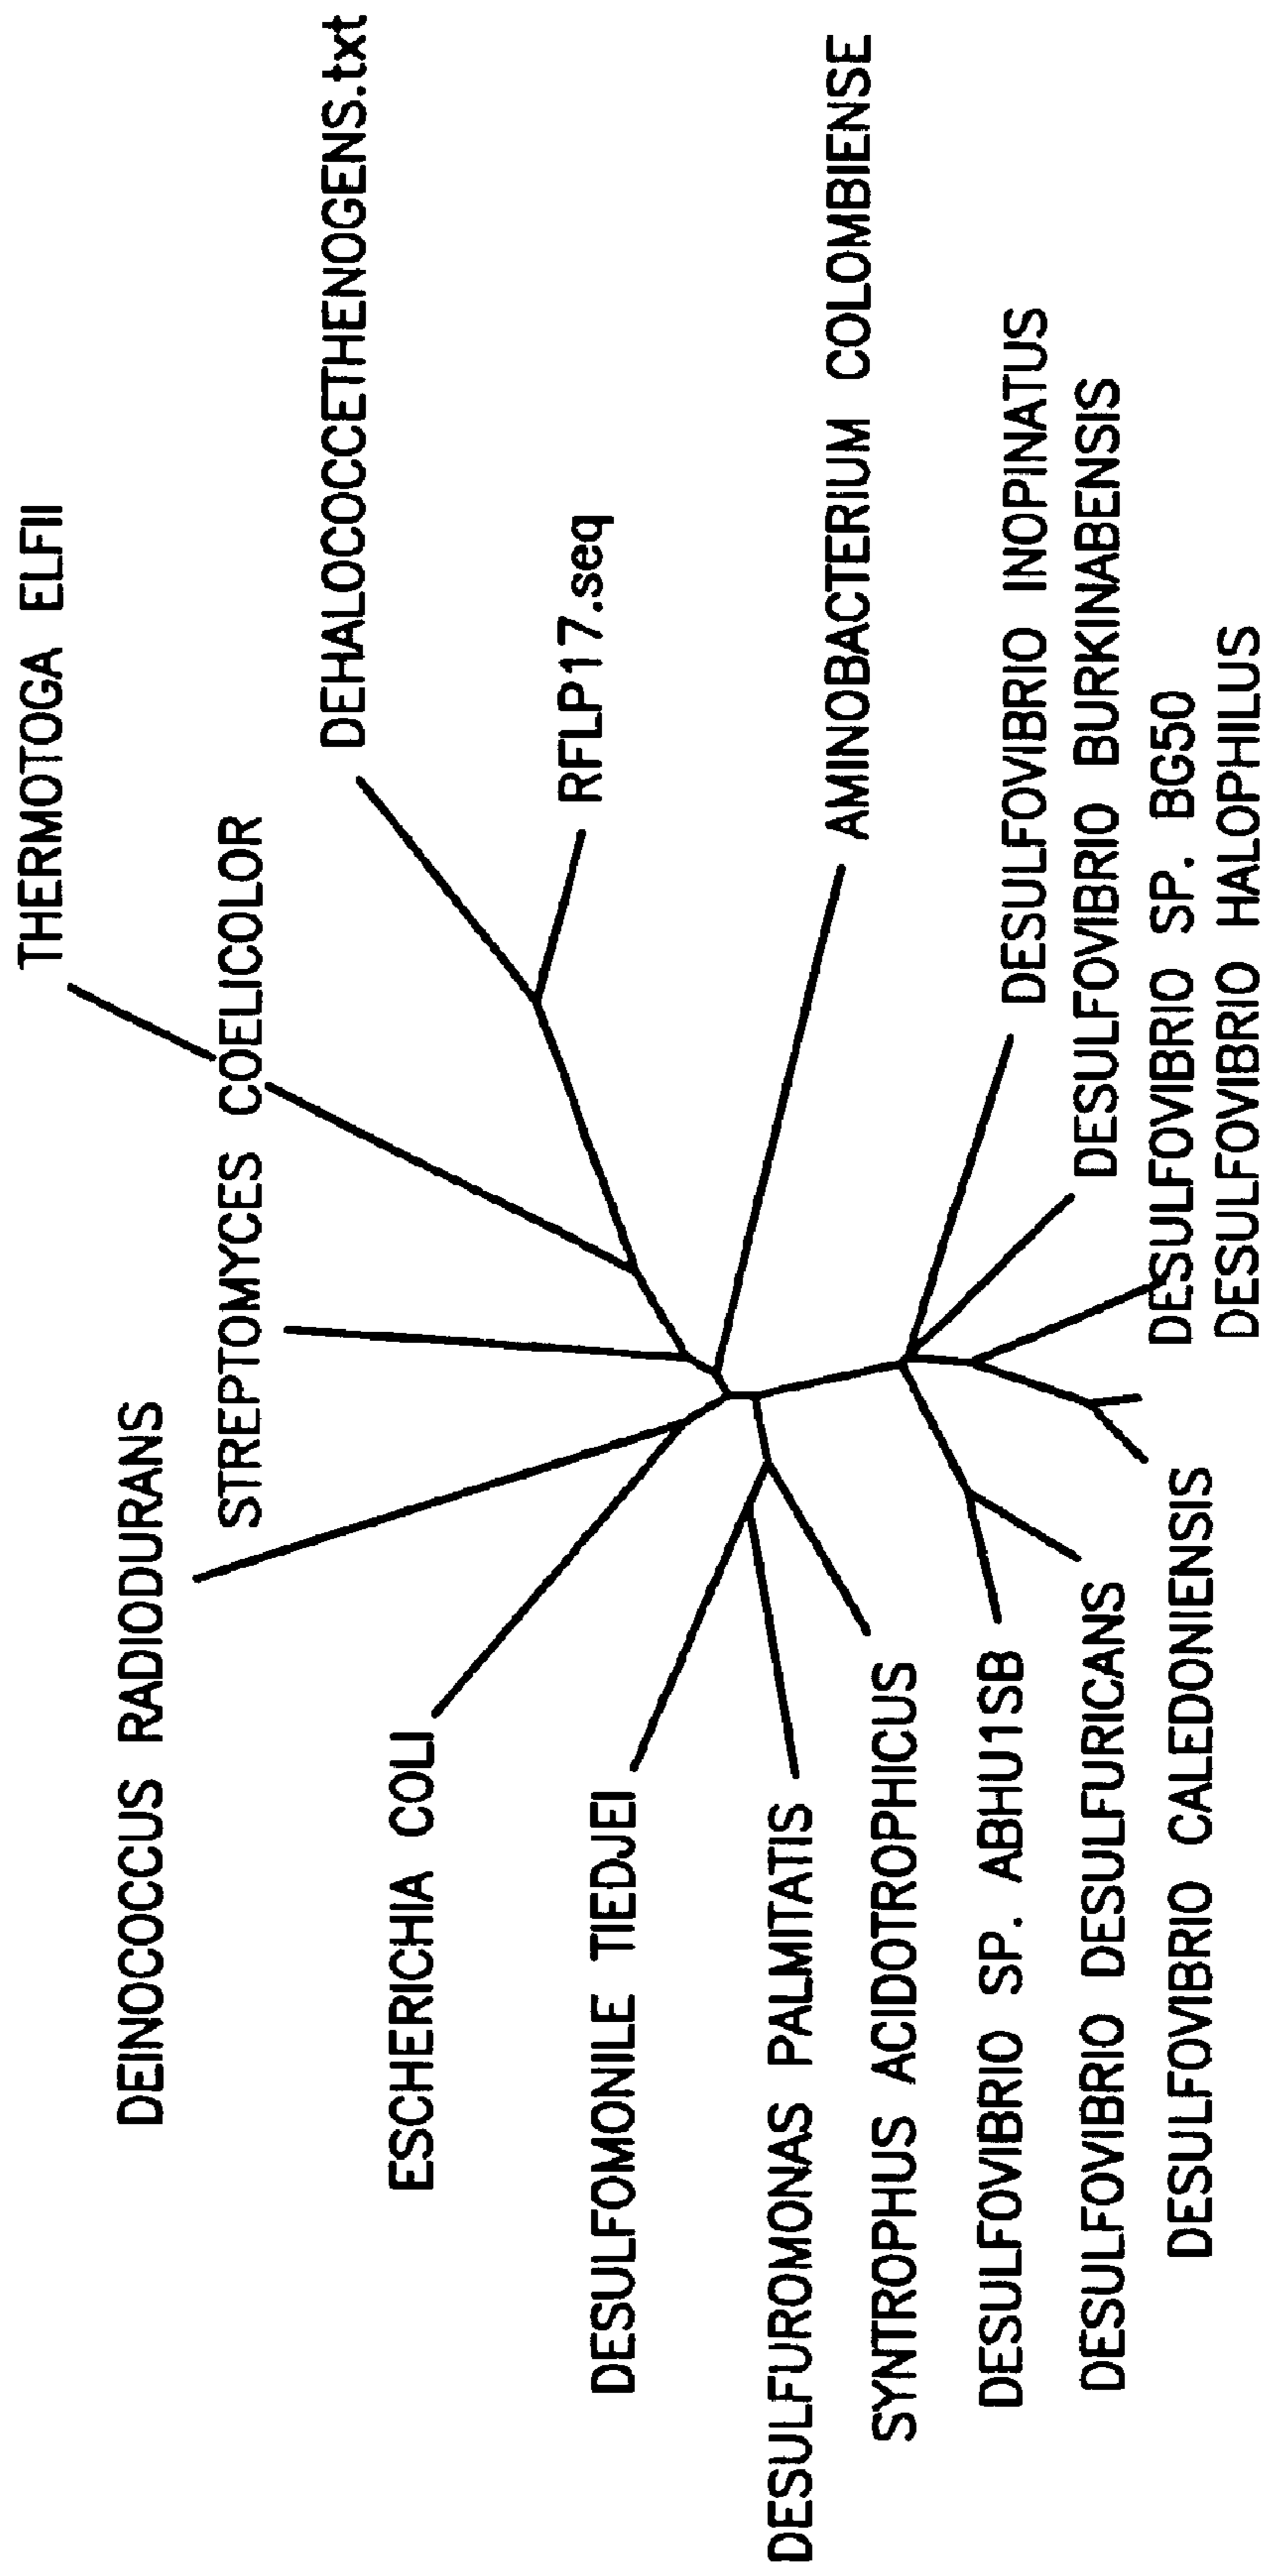 THERMOTOGA ELFII
DEINOCOCCUS RADIODURANS
STREPTOMYCES COELICOLOR
DEHALOCOCCETHENOGENS.txt
ESCHERICHIA COLI
RFLP17.seq
DESULFOMONILE TIEDJEI
DESULFUROMONAS PALMITATIS
AMINOBACTERIUM COLOMBIENSE
SYNTROPHUS ACIDOTROPHICUS
DESULFOVIBRIO SP. ABHU1SB
DESULFOVIBRIO INOPINATUS
DESULFOVIBRIO DESULFURICANS
DESULFOVIBRIO BURKINABENSIS
DESULFOVIBRIO CALEDONIENSIS
DESULFOVIBRIO SP. BG50
DESULFOVIBRIO HALOPHILUS